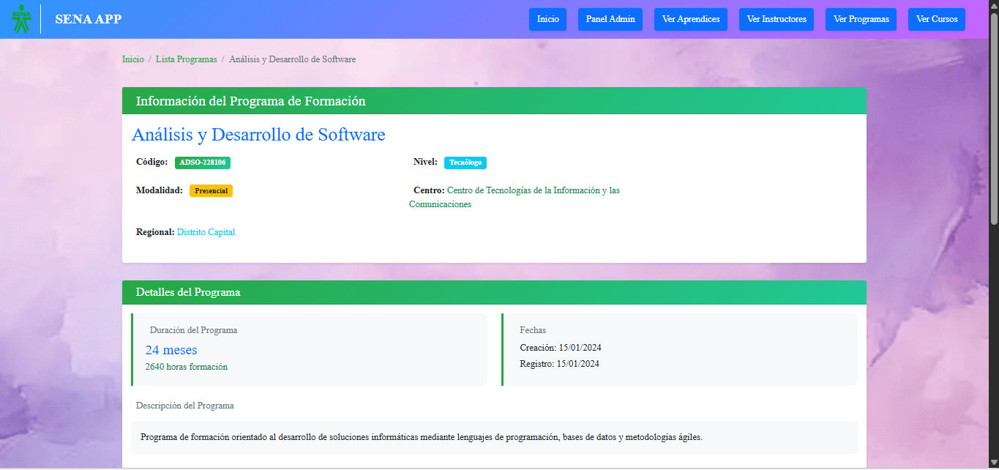 SENA
SENA APP
Inicio
Panel Admin
Ver Aprendices
Ver Instructores
Ver Programas
Ver Cursos
Inicio / Lista Programas / Análisis y Desarrollo de Software
Información del Programa de Formación
Análisis y Desarrollo de Software
Código: ADSO-228106
Nivel: Tecnólogo
Modalidad: Presencial
Centro: Centro de Tecnologías de la Información y las
Comunicaciones
Regional: Distrito Capital
Detalles del Programa
Duración del Programa
24 meses
2640 horas formación
Fechas
Creación: 15/01/2024
Registro: 15/01/2024
Descripción del Programa
Programa de formación orientado al desarrollo de soluciones informáticas mediante lenguajes de programación, bases de datos y metodologías ágiles.